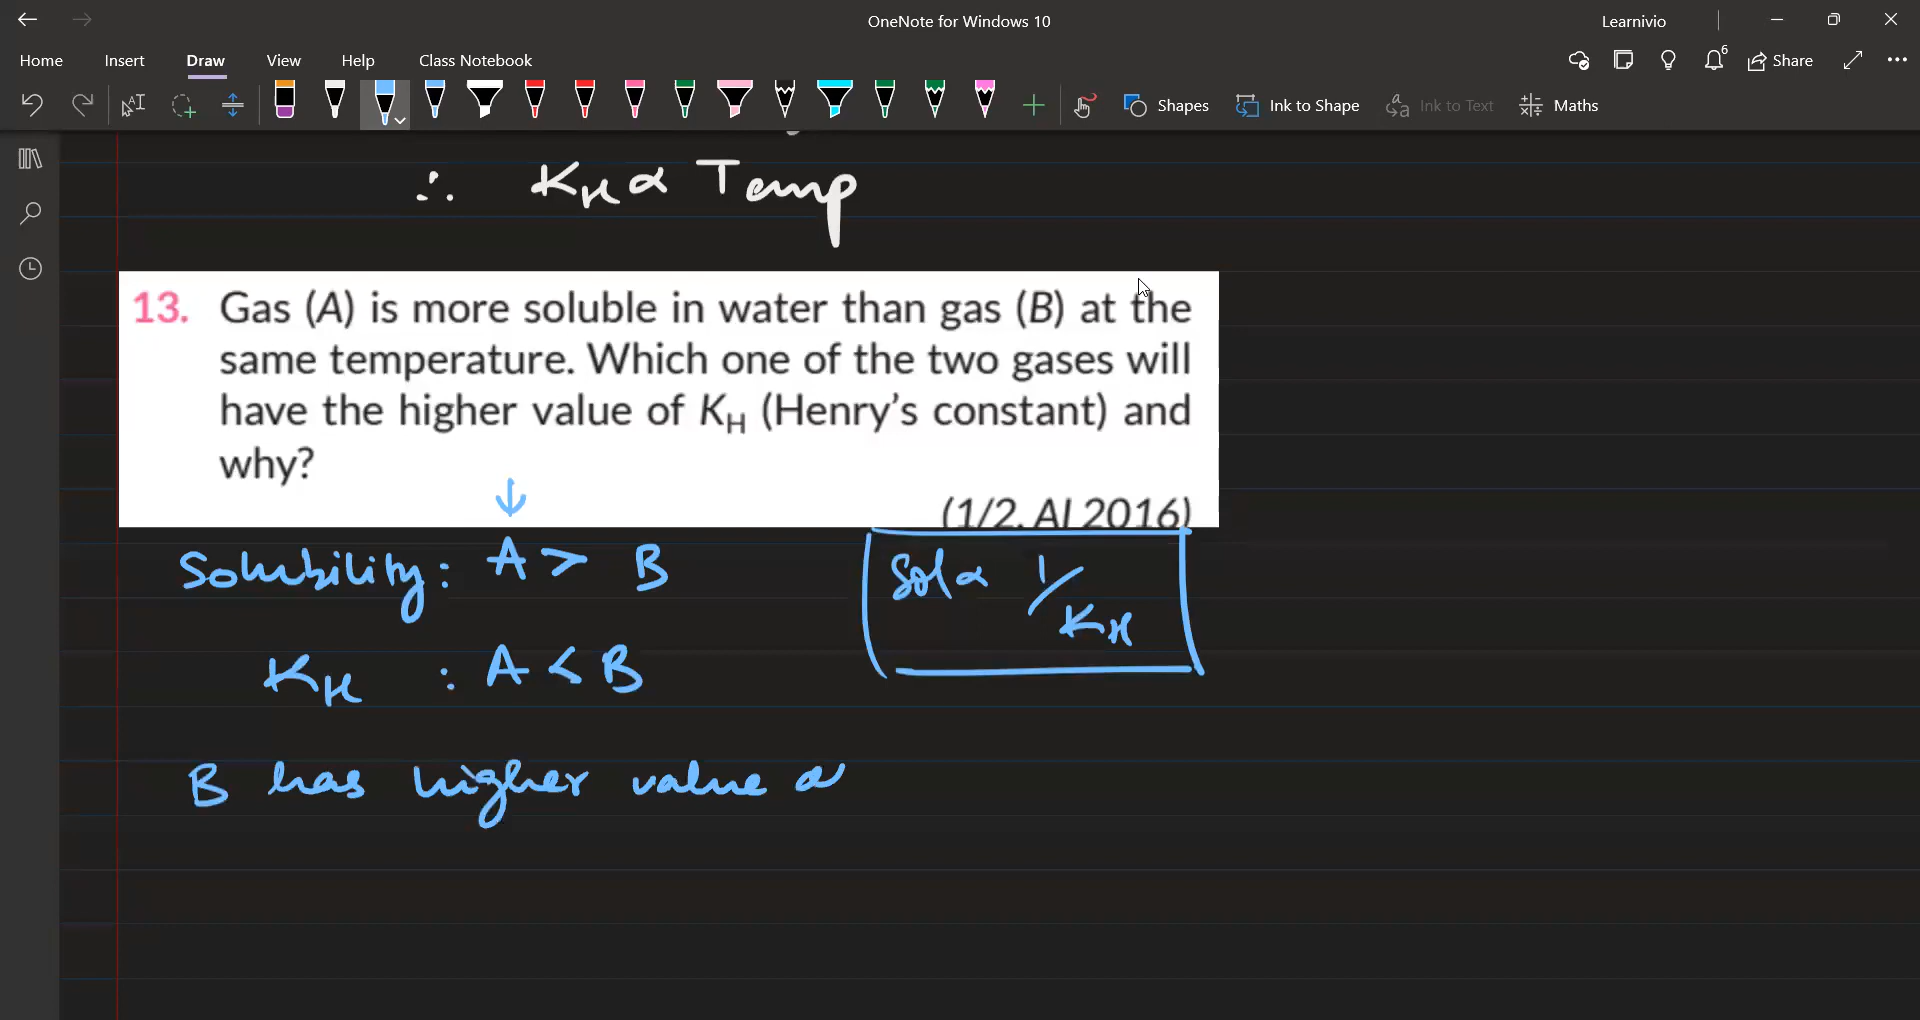 OneNote for Windows 10
Learnivio
Home Insert Draw View Help Class Notebook
6 Share
Shapes Ink to Shape Ink to Text Maths
∴ KH α Temp
13. Gas (A) is more soluble in water than gas (B) at the
same temperature. Which one of the two gases will
have the higher value of KH (Henry's constant) and
why?
(1/2, AI 2016)
Solubility : A > B
Sol α 1/KH
KH : A < B
B has higher value